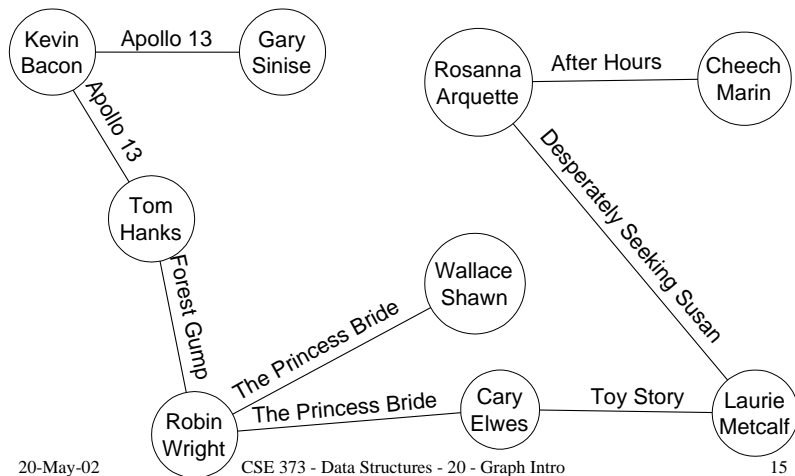 Kevin
Bacon
Apollo 13
Gary
Sinise
Rosanna
Arquette
After Hours
Cheech
Marin
Apollo 13
Tom
Hanks
Desperately Seeking Susan
Forest Gump
Wallace
Shawn
The Princess Bride
Robin
Wright
The Princess Bride
Cary
Elwes
Toy Story
Laurie
Metcalf
20-May-02
CSE 373 - Data Structures - 20 - Graph Intro
15